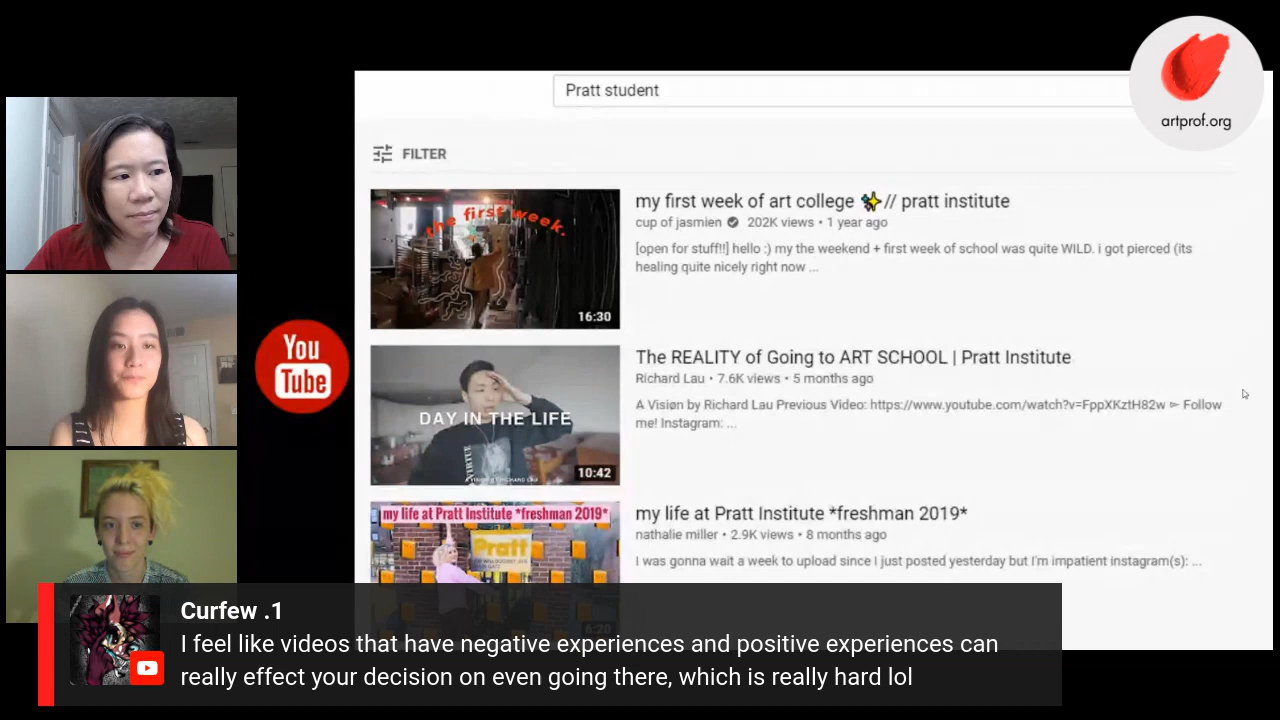 Pratt student
artprof.org
FILTER
the first week.
16:30
my first week of art college ✨// pratt institute
cup of jasmien 202K views • 1 year ago
[open for stuff!!] hello :) my the weekend + first week of school was quite WILD. i got pierced (its
healing quite nicely right now ...
You
Tube
DAY IN THE LIFE
VIRTUE
A VISION BY RICHARD LAU
10:42
The REALITY of Going to ART SCHOOL | Pratt Institute
Richard Lau • 7.6K views • 5 months ago
A Visiøn by Richard Lau Previous Video: https://www.youtube.com/watch?v=FppXKztH82w ➳ Follow
me! Instagram: ...
my life at Pratt Institute *freshman 2019*
Pratt
6:20
my life at Pratt Institute *freshman 2019*
nathalie miller • 2.9K views • 8 months ago
I was gonna wait a week to upload since I just posted yesterday but I'm impatient instagram(s): ...
Curfew .1
I feel like videos that have negative experiences and positive experiences can
really effect your decision on even going there, which is really hard lol